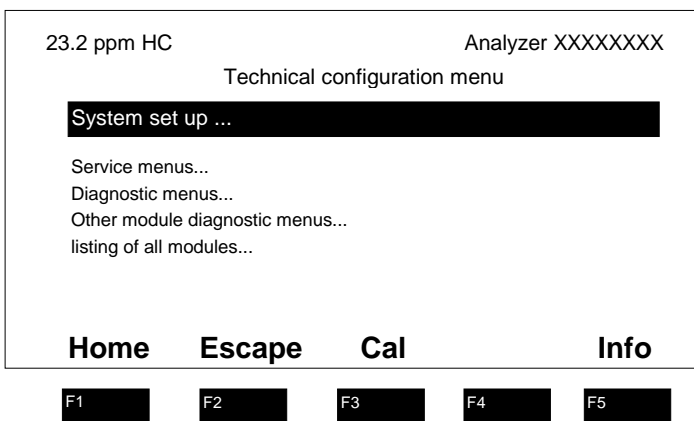 23.2 ppm HC Analyzer XXXXXXXX
Technical configuration menu
System set up ...
Service menus...
Diagnostic menus...
Other module diagnostic menus...
listing of all modules...
Home Escape Cal Info
F1 F2 F3 F4 F5